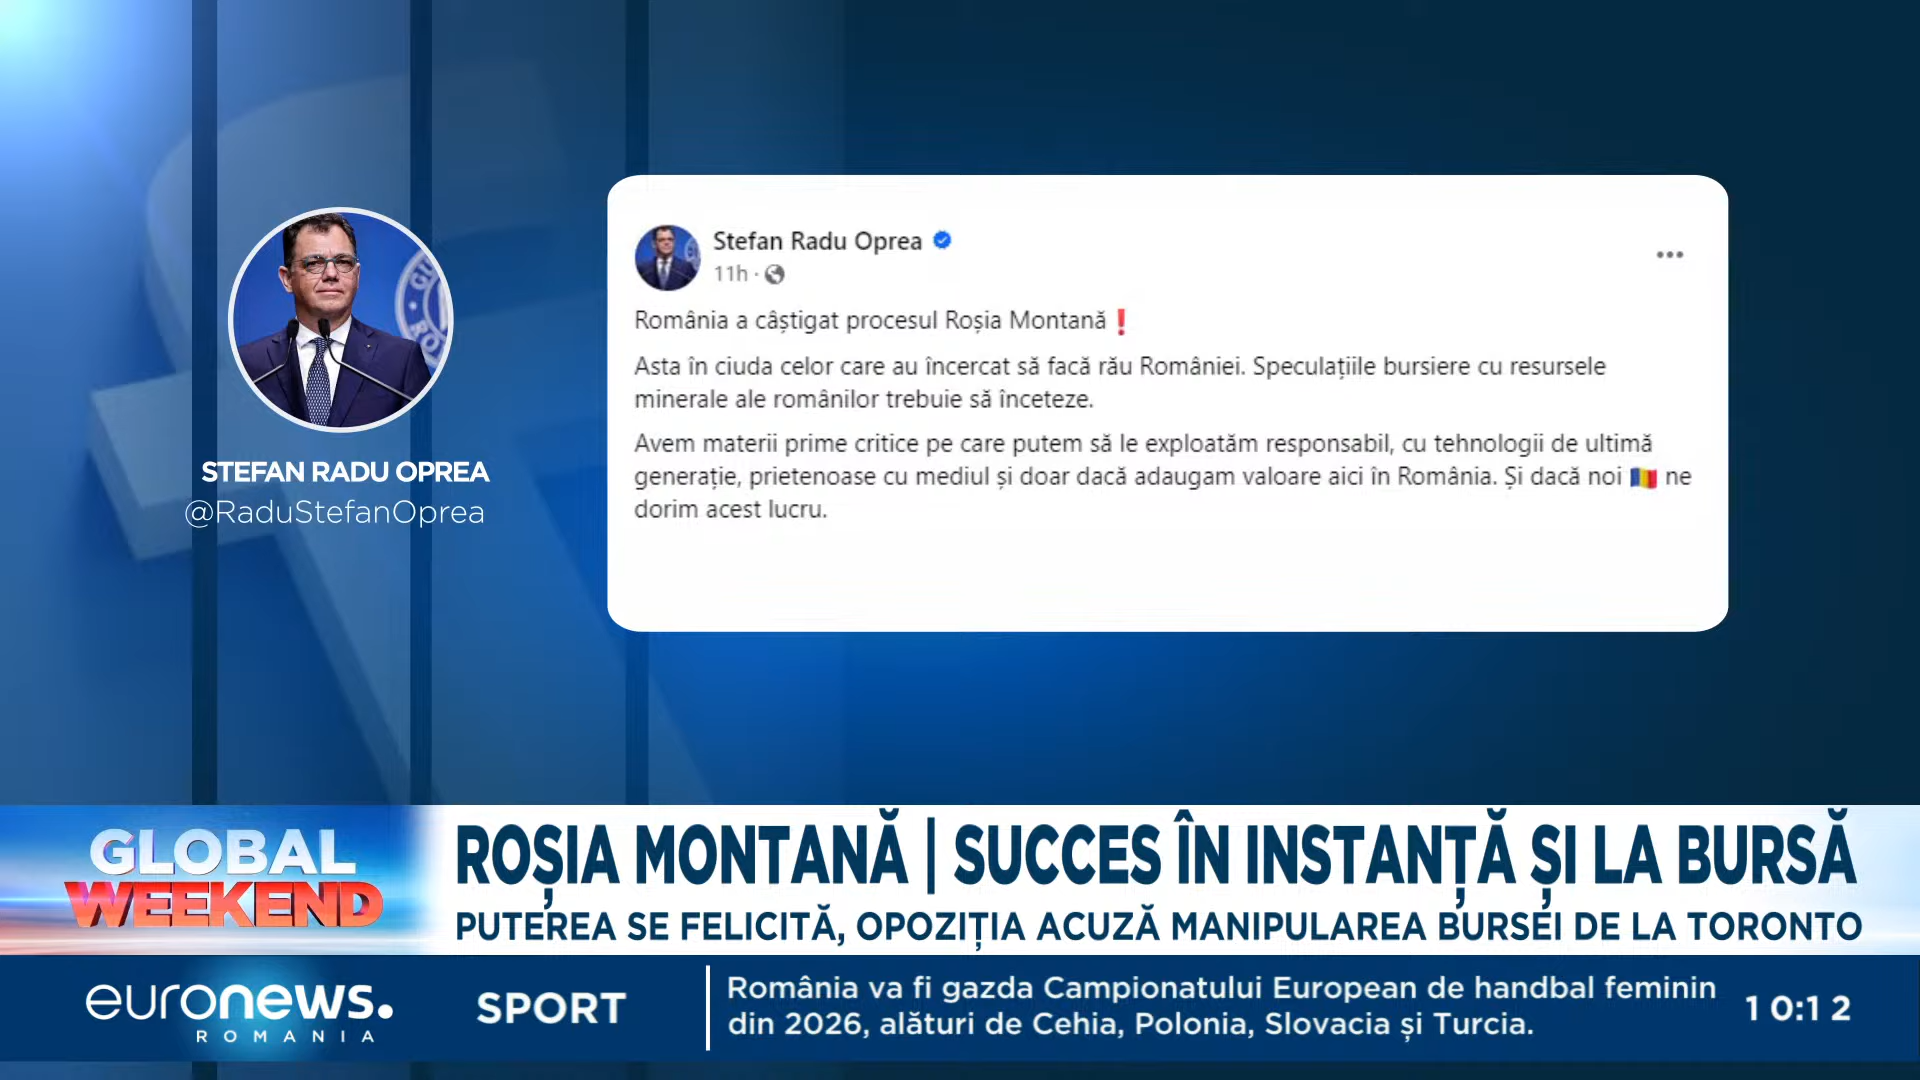 Stefan Radu Oprea
11h ·
România a câștigat procesul Roșia Montană❗
Asta în ciuda celor care au încercat să facă rău României. Speculațiile bursiere cu resursele
minerale ale românilor trebuie să înceteze.
Avem materii prime critice pe care putem să le exploatăm responsabil, cu tehnologii de ultimă
generație, prietenoase cu mediul și doar dacă adaugam valoare aici în România. Și dacă noi 🇷🇴 ne
dorim acest lucru.
STEFAN RADU OPREA
@RaduStefanOprea
GLOBAL
WEEKEND
ROȘIA MONTANĂ | SUCCES ÎN INSTANȚĂ ȘI LA BURSĂ
PUTEREA SE FELICITĂ, OPOZIȚIA ACUZĂ MANIPULAREA BURSEI DE LA TORONTO
euronews.
ROMANIA
SPORT
România va fi gazda Campionatului European de handbal feminin
din 2026, alături de Cehia, Polonia, Slovacia și Turcia.
10:12